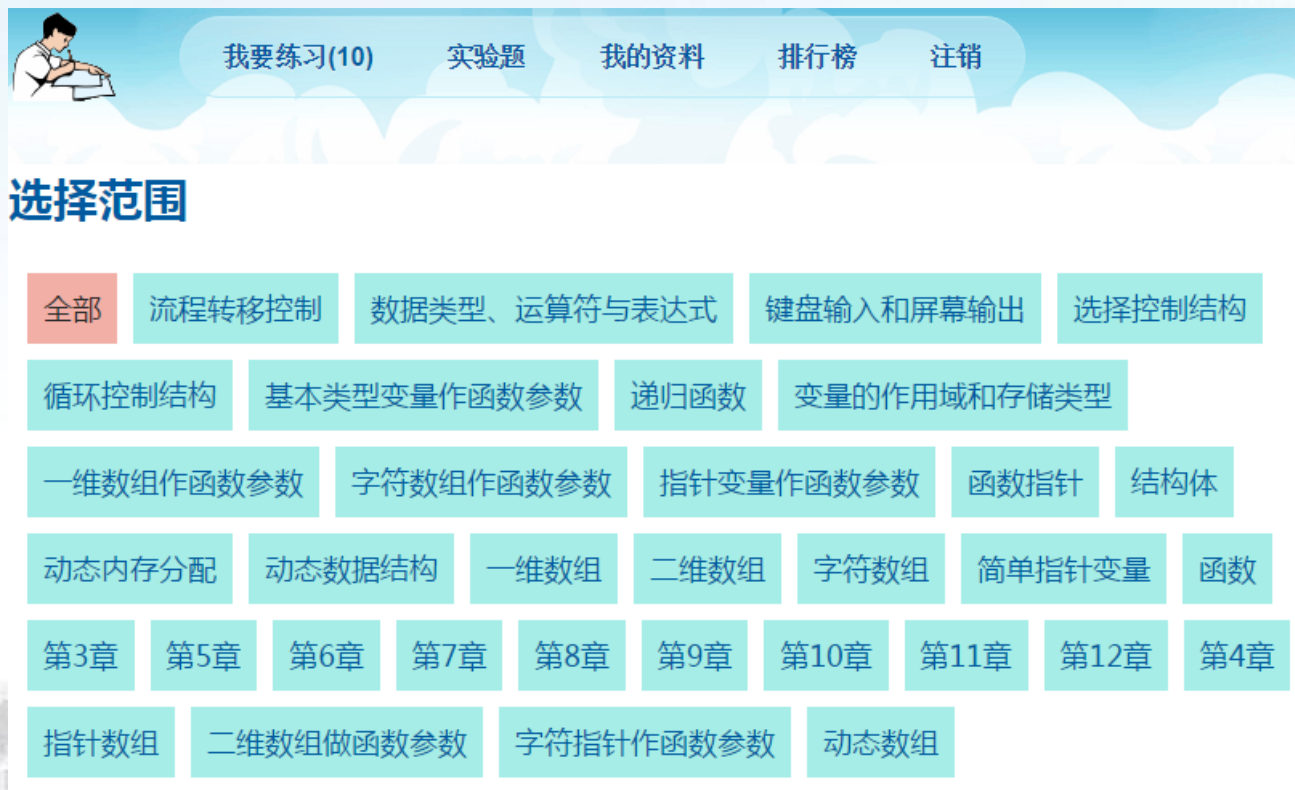 我要练习(10) 实验题 我的资料 排行榜 注销
选择范围
全部 流程转移控制 数据类型、运算符与表达式 键盘输入和屏幕输出 选择控制结构
循环控制结构 基本类型变量作函数参数 递归函数 变量的作用域和存储类型
一维数组作函数参数 字符数组作函数参数 指针变量作函数参数 函数指针 结构体
动态内存分配 动态数据结构 一维数组 二维数组 字符数组 简单指针变量 函数
第3章 第5章 第6章 第7章 第8章 第9章 第10章 第11章 第12章 第4章
指针数组 二维数组做函数参数 字符指针作函数参数 动态数组